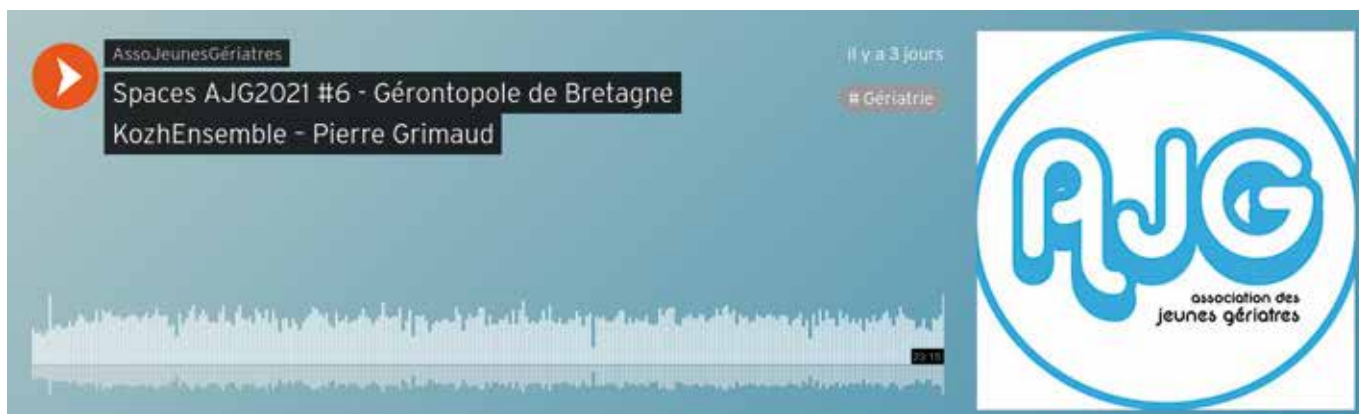 AssoJeunesGériatres
il y a 3 jours
Spaces AJG2021 #6 - Gérontopole de Bretagne
KozhEnsemble – Pierre Grimaud
# Gériatrie
AJG
association des
jeunes gériatres